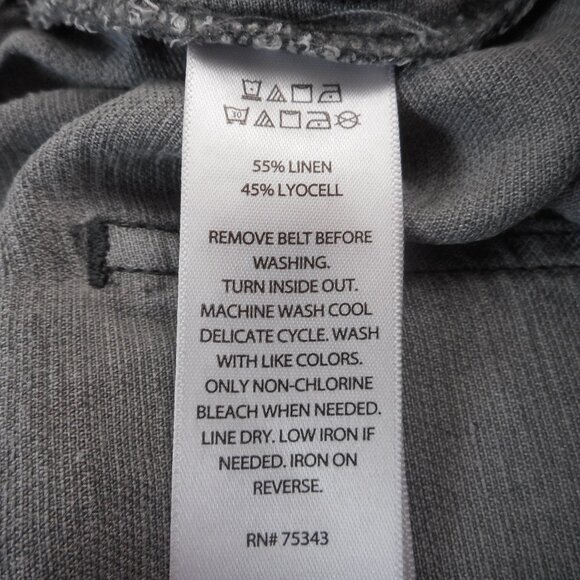 30
55% LINEN
45% LYOCELL
REMOVE BELT BEFORE
WASHING.
TURN INSIDE OUT.
MACHINE WASH COOL
DELICATE CYCLE. WASH
WITH LIKE COLORS.
ONLY NON-CHLORINE
BLEACH WHEN NEEDED.
LINE DRY. LOW IRON IF
NEEDED. IRON ON
REVERSE.
RN# 75343